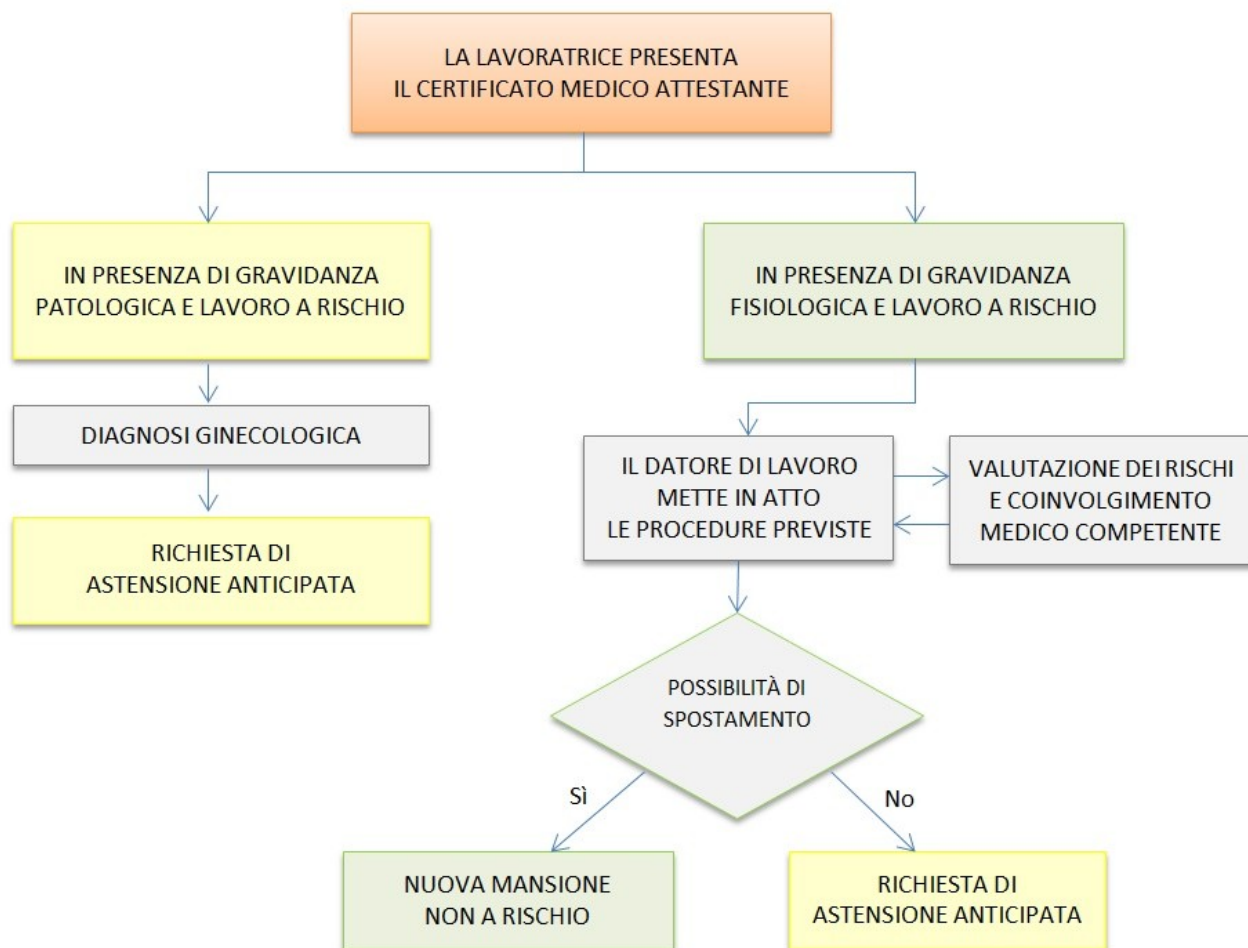 LA LAVORATRICE PRESENTA
IL CERTIFICATO MEDICO ATTESTANTE
IN PRESENZA DI GRAVIDANZA
PATOLOGICA E LAVORO A RISCHIO
IN PRESENZA DI GRAVIDANZA
FISIOLOGICA E LAVORO A RISCHIO
DIAGNOSI GINECOLOGICA
IL DATORE DI LAVORO
METTE IN ATTO
LE PROCEDURE PREVISTE
VALUTAZIONE DEI RISCHI
E COINVOLGIMENTO
MEDICO COMPETENTE
RICHIESTA DI
ASTENSIONE ANTICIPATA
POSSIBILITÀ DI
SPOSTAMENTO
Sì
No
NUOVA MANSIONE
NON A RISCHIO
RICHIESTA DI
ASTENSIONE ANTICIPATA